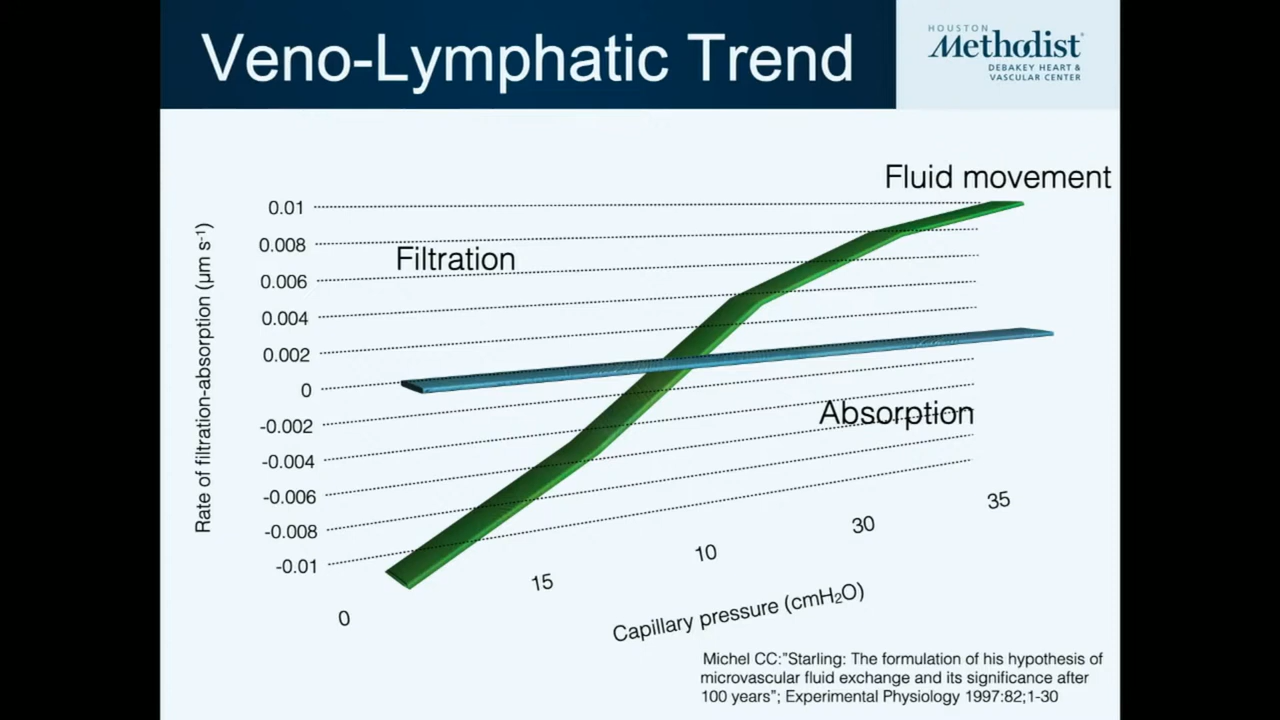 Veno-Lymphatic Trend
HOUSTON
Methodist®
DEBAKEY HEART &
VASCULAR CENTER
Fluid movement
Filtration
Absorption
Rate of filtration-absorption (µm s-1)
0.01
0.008
0.006
0.004
0.002
0
-0.002
-0.004
-0.006
-0.008
-0.01
0
15
10
30
35
Capillary pressure (cmH₂O)
Michel CC:”Starling: The formulation of his hypothesis of
microvascular fluid exchange and its significance after
100 years”; Experimental Physiology 1997:82;1-30